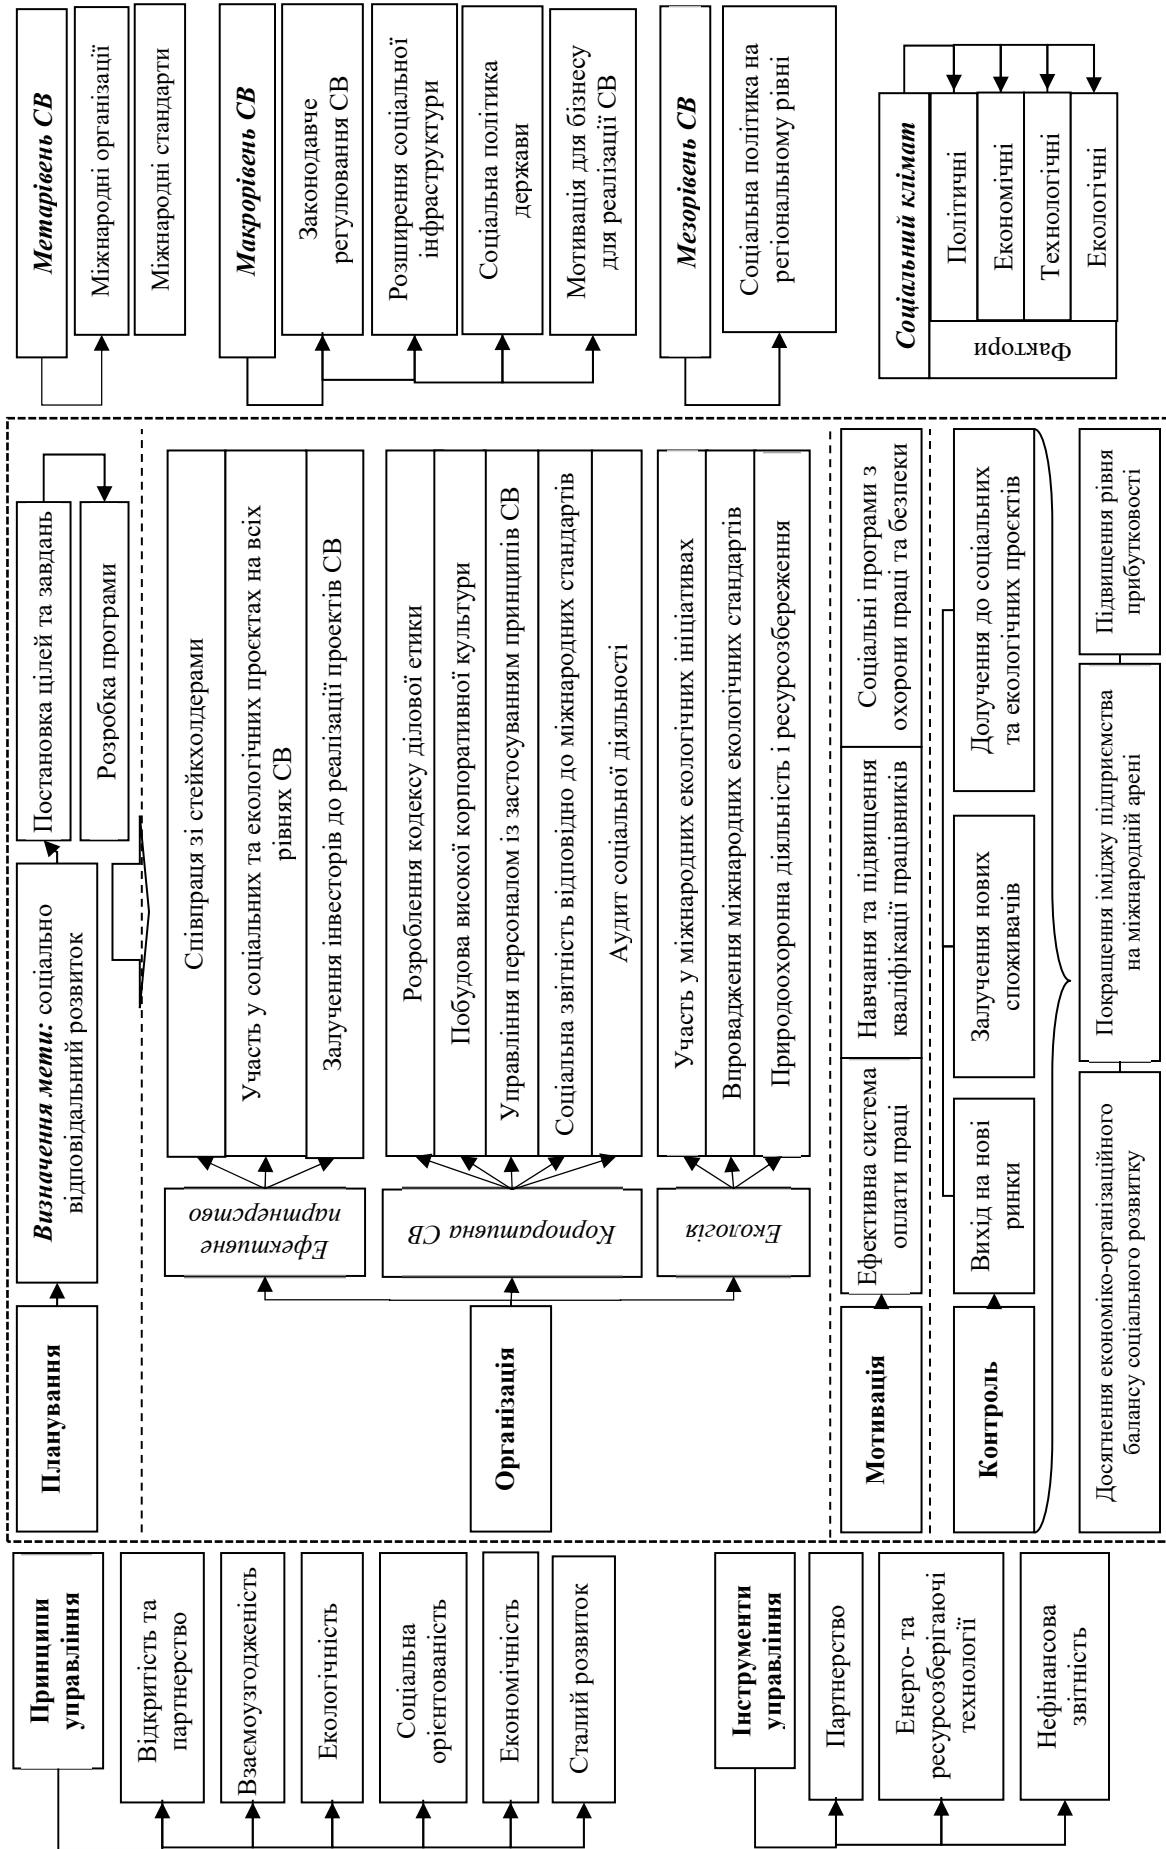 Принципи
управління
Відкритість та
партнерство
Взаємоузгодженість
Екологічність
Соціальна
орієнтованість
Економічність
Сталий розвиток
Інструменти
управління
Партнерство
Енерго- та
ресурсозберігаючі
технології
Нефінансова
звітність
Планування
Визначення мети: соціально
відповідальний розвиток
Постановка цілей та завдань
Розробка програми
Організація
Ефективне
партнерство
Співпраця зі стейкхолдерами
Участь у соціальних та екологічних проєктах на всіх
рівнях СВ
Залучення інвесторів до реалізації проектів СВ
Корпоративна СВ
Розроблення кодексу ділової етики
Побудова високої корпоративної культури
Управління персоналом із застосуванням принципів СВ
Соціальна звітність відповідно до міжнародних стандартів
Аудит соціальної діяльності
Екологія
Участь у міжнародних екологічних ініціативах
Впровадження міжнародних екологічних стандартів
Природоохоронна діяльність і ресурсозбереження
Мотивація
Ефективна система
оплати праці
Навчання та підвищення
кваліфікації працівників
Соціальні програми з
охорони праці та безпеки
Контроль
Вихід на нові
ринки
Залучення нових
споживачів
Долучення до соціальних
та екологічних проєктів
Досягнення економіко-організаційного
балансу соціального розвитку
Покращення іміджу підприємства
на міжнародній арені
Підвищення рівня
прибутковості
Метарівень СВ
Міжнародні організації
Міжнародні стандарти
Макрорівень СВ
Законодавче
регулювання СВ
Розширення соціальної
інфраструктури
Соціальна політика
держави
Мотивація для бізнесу
для реалізації СВ
Мезорівень СВ
Соціальна політика на
регіональному рівні
Соціальний клімат
Фактори
Політичні
Економічні
Технологічні
Екологічні